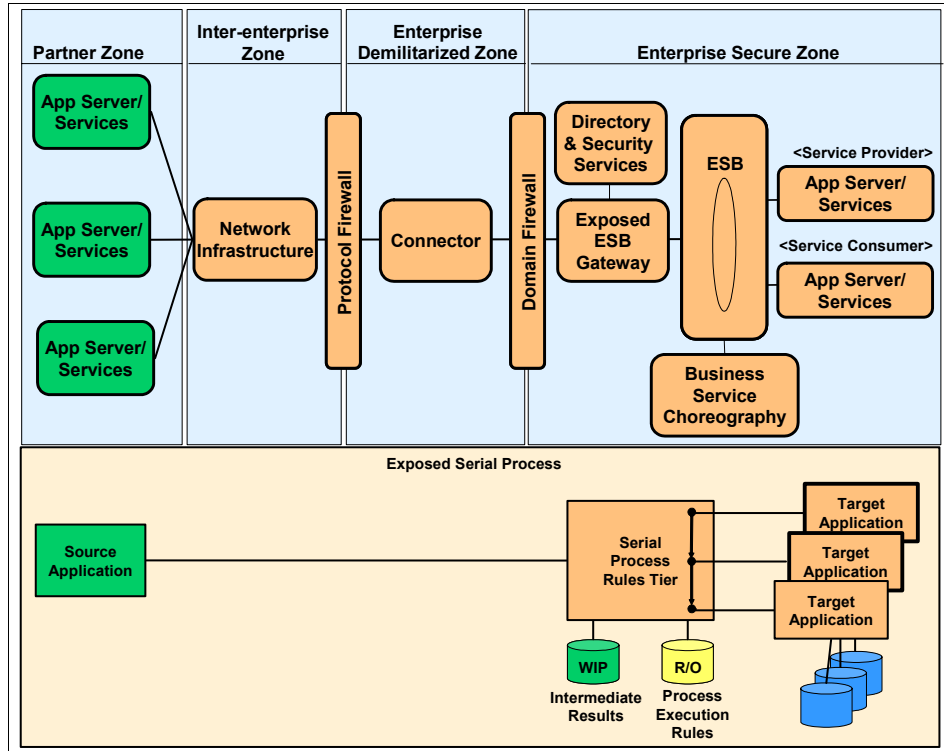 Partner Zone
Inter-enterprise
Zone
Enterprise
Demilitarized Zone
Enterprise Secure Zone
App Server/
Services
App Server/
Services
App Server/
Services
Network
Infrastructure
Protocol Firewall
Connector
Domain Firewall
Directory
& Security
Services
Exposed
ESB
Gateway
ESB
<Service Provider>
App Server/
Services
<Service Consumer>
App Server/
Services
Business
Service
Choreography
Exposed Serial Process
Source
Application
Serial
Process
Rules Tier
Target
Application
Target
Application
Target
Application
WIP
Intermediate
Results
R/O
Process
Execution
Rules